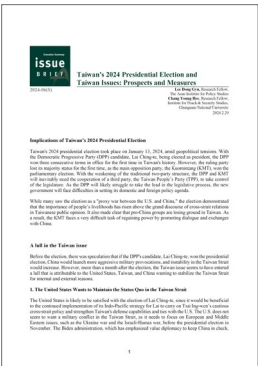 issue
BRIEF
Taiwan's 2024 Presidential Election and
Taiwan Issues: Prospects and Measures
2024-06(S)
Lee Dong Gyu, Research Fellow,
The Asan Institute for Policy Studies
Chung Young Hye, Research Fellow,
Institute for Peach & Security Studies,
Changwon National University
2024.2.29
Implications of Taiwan's 2024 Presidential Election
Taiwan's 2024 presidential election took place on January 13, 2024, amid geopolitical tensions. With
the Democratic Progressive Party (DPP) candidate, Lai Ching-te, being elected as president, the DPP
won three consecutive terms in office for the first time in Taiwan's history. However, the ruling party
lost its majority status for the first time, as the main opposition party, the Kuomintang (KMT), won the
parliamentary election. With the weakening of the traditional two-party structure, the DPP and KMT
will inevitably need the cooperation of a third party, the Taiwan People's Party (TPP), to take control
of the legislature. As the DPP will likely struggle to take the lead in the legislative process, the new
government will face difficulties in setting its domestic and foreign policy agenda.
While many saw the election as a "proxy war between the U.S. and China," the election demonstrated
that the importance of people's livelihoods has risen above the grand discourse of cross-strait relations
in Taiwanese public opinion. It also made clear that pro-China groups are losing ground in Taiwan. As
a result, the KMT faces a very difficult task of regaining power by promoting dialogue and exchanges
with China.
A lull in the Taiwan issue
Before the election, there was speculation that if the DPP's candidate, Lai Ching-te, won the presidential
election, China would launch more aggressive military provocations, and instability in the Taiwan Strait
would increase. However, more than a month after the election, the Taiwan issue seems to have entered
a lull that is attributable to the United States, Taiwan, and China wanting to stabilize the Taiwan Strait
for internal and external reasons.
1. The United States Wants to Maintain the Status Quo in the Taiwan Strait
The United States is likely to be satisfied with the election of Lai Ching-te, since it would be beneficial
to the continued implementation of its Indo-Pacific strategy for Lai to carry on Tsai Ing-wen's cautious
cross-strait policy and strengthen Taiwan's defense capabilities and ties with the U.S. The U.S. does not
seem to want a military conflict in the Taiwan Strait, as it needs to focus on European and Middle
Eastern issues, such as the Ukraine war and the Israeli-Hamas war, before the presidential election in
November. The Biden administration, which has emphasized value diplomacy to keep China in check,
1